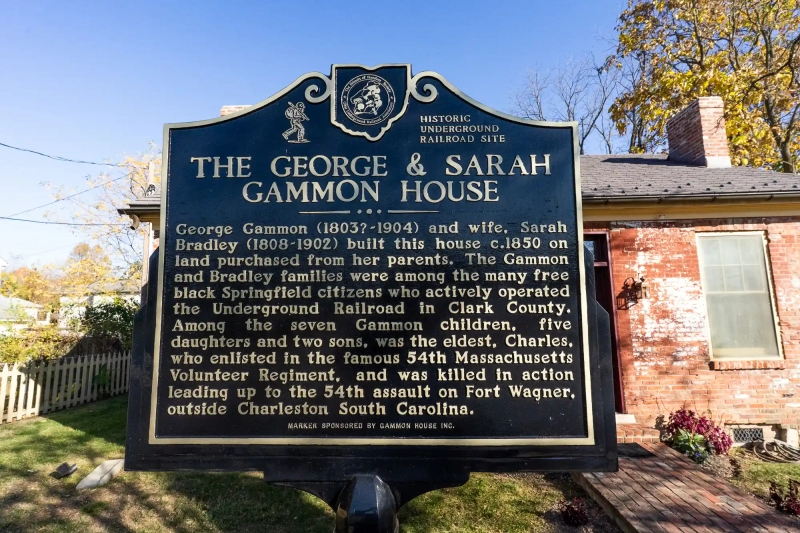 HISTORIC
UNDERGROUND
RAILROAD SITE
THE GEORGE & SARAH
GAMMON HOUSE
George Gammon (1803?-1904) and wife, Sarah
Bradley (1808-1902) built this house c.1850 on
land purchased from her parents. The Gammon
and Bradley families were among the many free
black Springfield citizens who actively operated
the Underground Railroad in Clark County.
Among the seven Gammon children, five
daughters and two sons, was the eldest, Charles,
who enlisted in the famous 54th Massachusetts
Volunteer Regiment, and was killed in action
leading up to the 54th assault on Fort Wagner,
outside Charleston South Carolina.
MARKER SPONSORED BY GAMMON HOUSE INC.